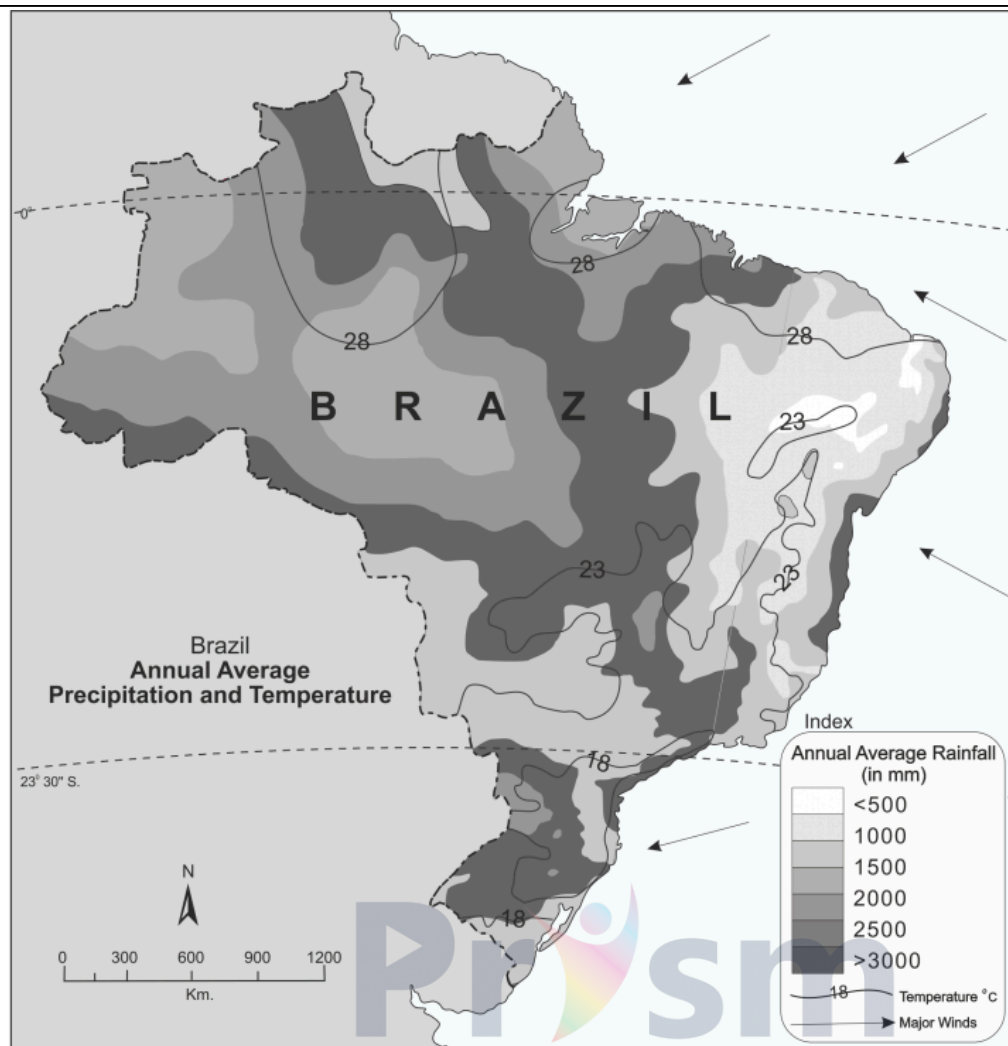 0°
28
28
28
B R A Z I L
23
23
23
Brazil
Annual Average
Precipitation and Temperature
18
23° 30" S.
18
N
0 300 600 900 1200
Km.
Index
Annual Average Rainfall
(in mm)
<500
1000
1500
2000
2500
>3000
18 Temperature °C
Major Winds
Prism